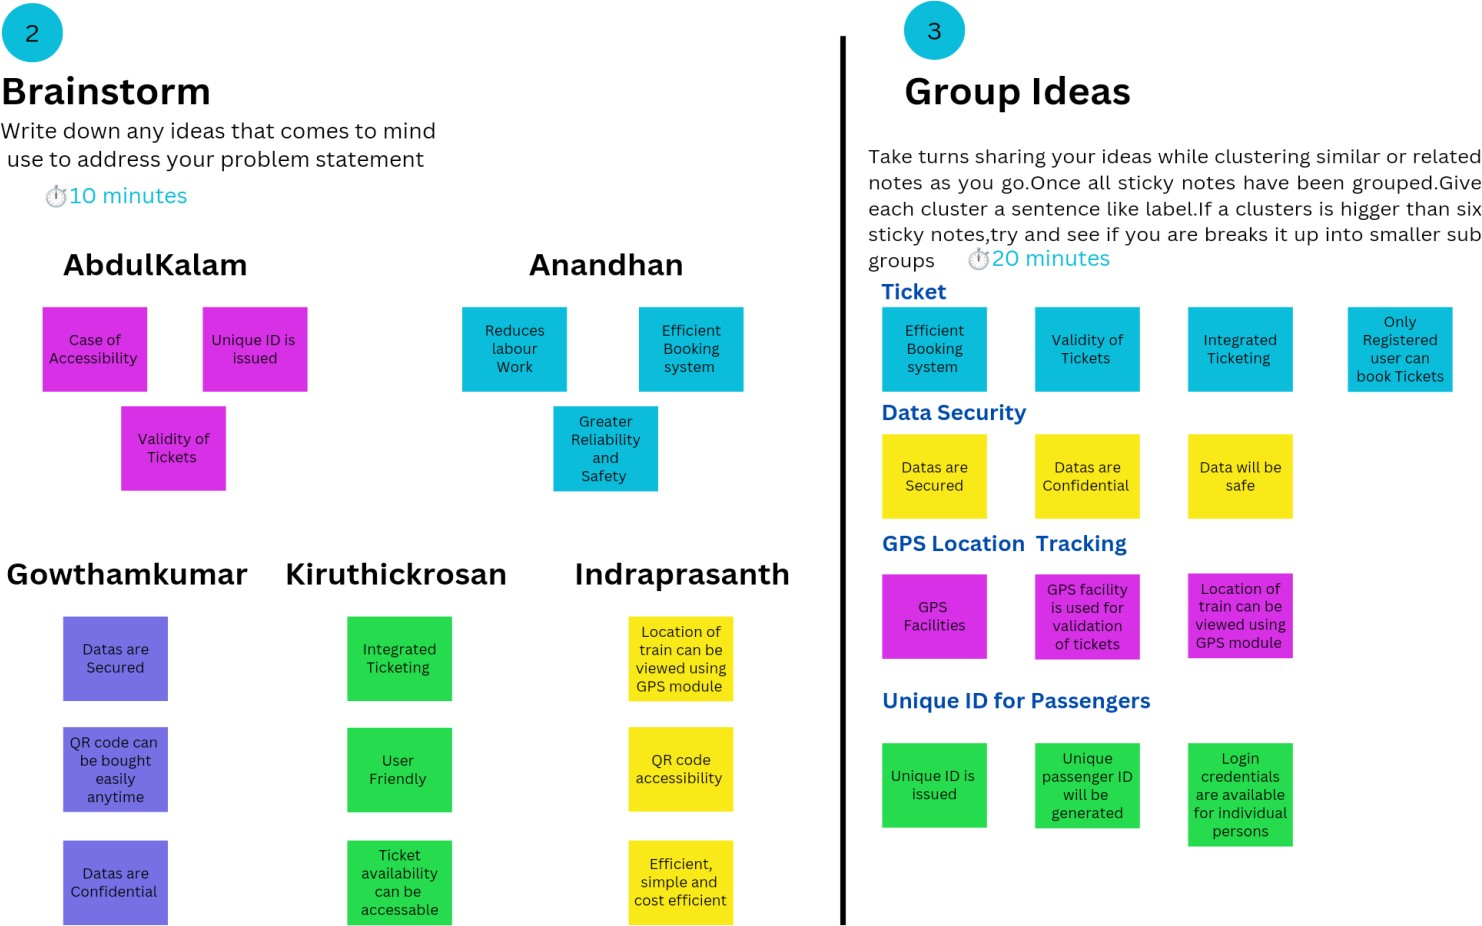 2
Brainstorm
Write down any ideas that comes to mind
use to address your problem statement
10 minutes
AbdulKalam
Case of
Accessibility
Unique ID is
issued
Validity of
Tickets
Anandhan
Reduces
labour
Work
Efficient
Booking
system
Greater
Reliability
and
Safety
Gowthamkumar
Datas are
Secured
QR code can
be bought
easily
anytime
Datas are
Confidential
Kiruthickrosan
Integrated
Ticketing
User
Friendly
Ticket
availability
can be
accessable
Indraprasanth
Location of
train can be
viewed using
GPS module
QR code
accessibility
Efficient,
simple and
cost efficient
3
Group Ideas
Take turns sharing your ideas while clustering similar or related
notes as you go.Once all sticky notes have been grouped.Give
each cluster a sentence like label.If a clusters is higger than six
sticky notes,try and see if you are breaks it up into smaller sub
groups
20 minutes
Ticket
Efficient
Booking
system
Validity of
Tickets
Integrated
Ticketing
Only
Registered
user can
book Tickets
Data Security
Datas are
Secured
Datas are
Confidential
Data will be
safe
GPS Location Tracking
GPS
Facilities
GPS facility
is used for
validation
of tickets
Location of
train can be
viewed using
GPS module
Unique ID for Passengers
Unique ID is
issued
Unique
passenger ID
will be
generated
Login
credentials
are available
for individual
persons